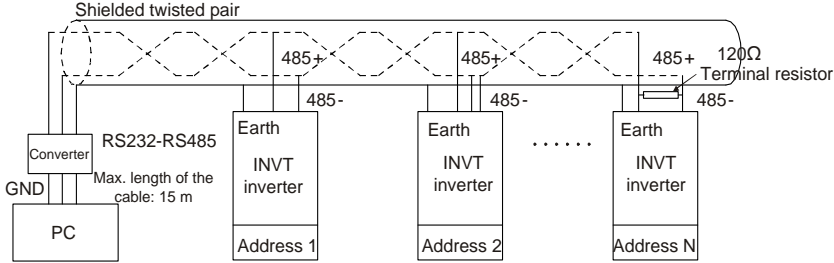 Shielded twisted pair
485+
485+
485+
120Ω
Terminal resistor
485-
485-
485-
Earth
Earth
Earth
Converter
RS232-RS485
INVT
inverter
INVT
inverter
......
INVT
inverter
GND
Max. length of the
cable: 15 m
PC
Address 1
Address 2
Address N